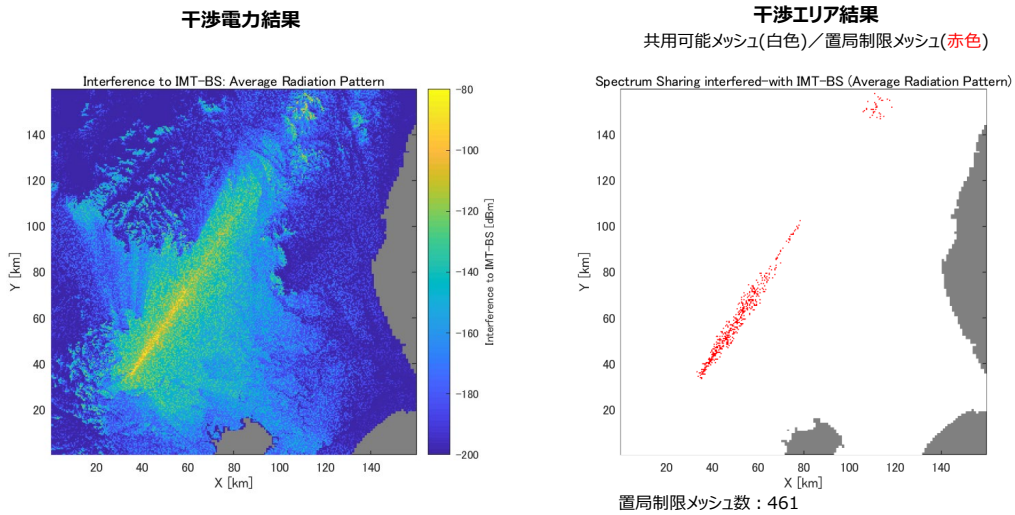 干渉電力結果
Interference to IMT-BS: Average Radiation Pattern
140
120
100
80
60
40
20
Y [km]
20 40 60 80 100 120 140
X [km]
-80
-100
-120
-140
-160
-180
-200
Interference to IMT-BS [dBm]
干渉エリア結果
共用可能メッシュ(白色)／置局制限メッシュ(赤色)
Spectrum Sharing interfered-with IMT-BS (Average Radiation Pattern)
140
120
100
80
60
40
20
Y [km]
20 40 60 80 100 120 140
X [km]
置局制限メッシュ数：461